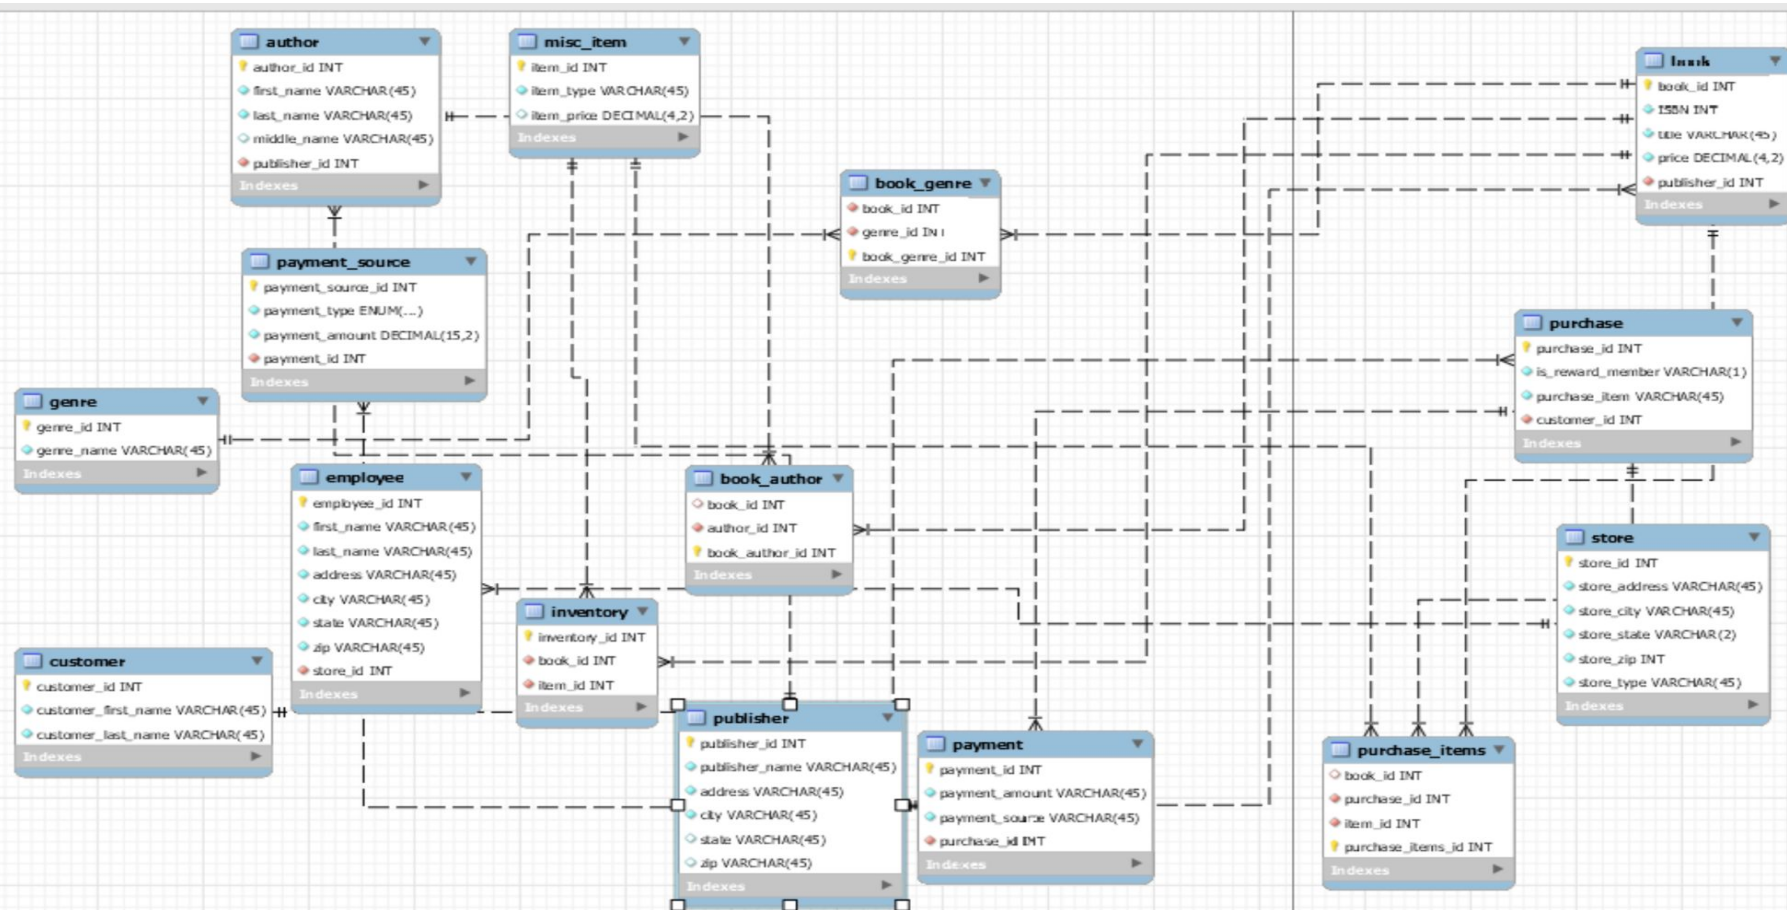 author
author_id INT
first_name VARCHAR(45)
last_name VARCHAR(45)
middle_name VARCHAR(45)
publisher_id INT
Indexes
misc_item
item_id INT
item_type VARCHAR(45)
item_price DECIMAL(4,2)
Indexes
book
book_id INT
ISBN INT
title VARCHAR(45)
price DECIMAL(4,2)
publisher_id INT
Indexes
book_genre
book_id INT
genre_id INT
book_genre_id INT
Indexes
payment_source
payment_source_id INT
payment_type ENUM(...)
payment_amount DECIMAL(15,2)
payment_id INT
Indexes
purchase
purchase_id INT
is_reward_member VARCHAR(1)
purchase_item VARCHAR(45)
customer_id INT
Indexes
genre
genre_id INT
genre_name VARCHAR(45)
Indexes
employee
employee_id INT
first_name VARCHAR(45)
last_name VARCHAR(45)
address VARCHAR(45)
city VARCHAR(45)
state VARCHAR(45)
zip VARCHAR(45)
store_id INT
Indexes
book_author
book_id INT
author_id INT
book_author_id INT
Indexes
store
store_id INT
store_address VARCHAR(45)
store_city VARCHAR(45)
store_state VARCHAR(2)
store_zip INT
store_type VARCHAR(45)
Indexes
inventory
inventory_id INT
book_id INT
item_id INT
Indexes
customer
customer_id INT
customer_first_name VARCHAR(45)
customer_last_name VARCHAR(45)
Indexes
publisher
publisher_id INT
publisher_name VARCHAR(45)
address VARCHAR(45)
city VARCHAR(45)
state VARCHAR(45)
zip VARCHAR(45)
Indexes
payment
payment_id INT
payment_amount VARCHAR(45)
payment_source VARCHAR(45)
purchase_id INT
Indexes
purchase_items
book_id INT
purchase_id INT
item_id INT
purchase_items_id INT
Indexes